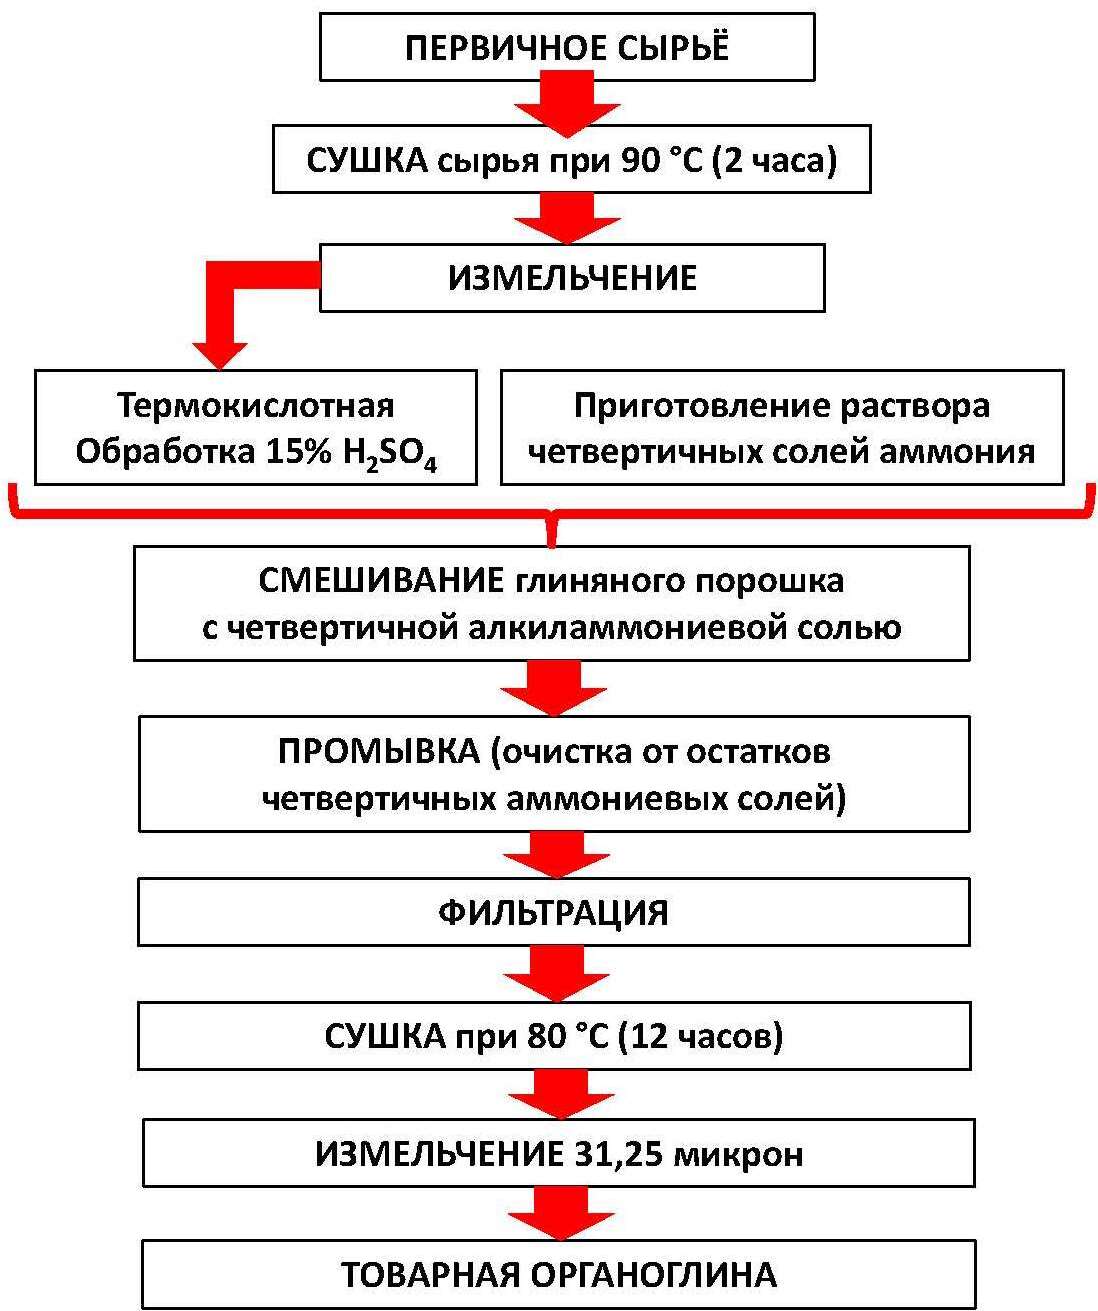 ПЕРВИЧНОЕ СЫРЬЁ
СУШКА сырья при 90 °С (2 часа)
ИЗМЕЛЬЧЕНИЕ
Термокислотная
Обработка 15% H₂SO₄
Приготовление раствора
четвертичных солей аммония
СМЕШИВАНИЕ глиняного порошка
с четвертичной алкиламмониевой солью
ПРОМЫВКА (очистка от остатков
четвертичных аммониевых солей)
ФИЛЬТРАЦИЯ
СУШКА при 80 °С (12 часов)
ИЗМЕЛЬЧЕНИЕ 31,25 микрон
ТОВАРНАЯ ОРГАНОГЛИНА